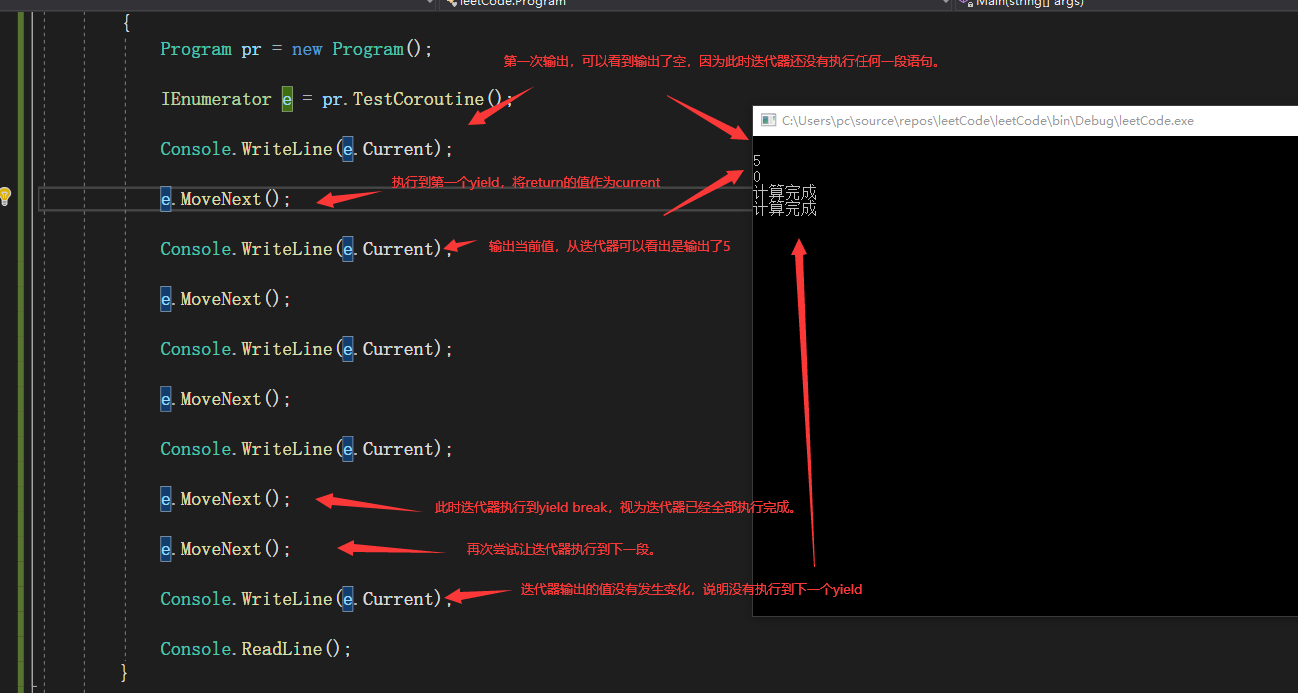 leetCode.Program
Main(string[] args)
{
Program pr = new Program();
第一次输出，可以看到输出了空，因为此时迭代器还没有执行任何一段语句。
IEnumerator e = pr.TestCoroutine();
Console.WriteLine(e.Current);
执行到第一个yield，将return的值作为current
e.MoveNext();
Console.WriteLine(e.Current);
输出当前值，从迭代器可以看出是输出了5
e.MoveNext();
Console.WriteLine(e.Current);
e.MoveNext();
Console.WriteLine(e.Current);
e.MoveNext();
此时迭代器执行到yield break，视为迭代器已经全部执行完成。
e.MoveNext();
再次尝试让迭代器执行到下一段。
Console.WriteLine(e.Current);
迭代器输出的值没有发生变化，说明没有执行到下一个yield
Console.ReadLine();
}
C:\Users\pc\source\repos\leetCode\leetCode\bin\Debug\leetCode.exe
5
0
计算完成
计算完成